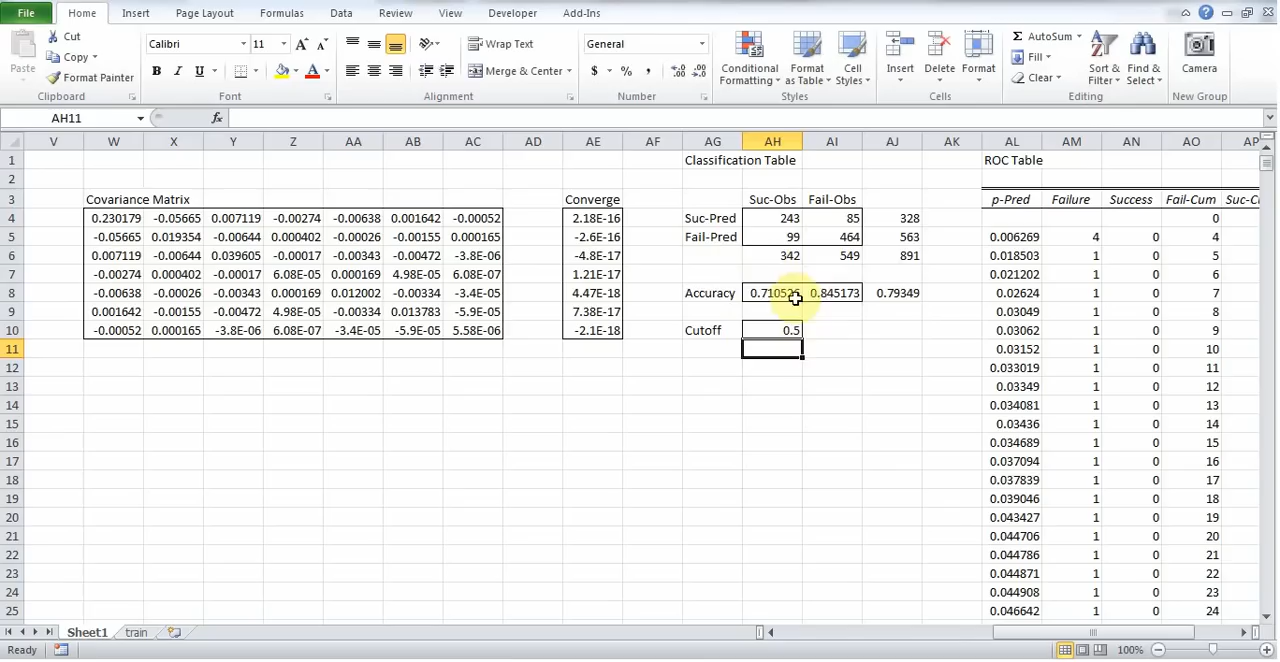 File Home Insert Page Layout Formulas Data Review View Developer Add-Ins
Cut
Copy
Format Painter
Paste
Clipboard
Calibri 11
B I U
Font
Wrap Text
Merge & Center
Alignment
General
$ % ,
Number
Conditional Formatting
Format as Table
Cell Styles
Styles
Insert Delete Format
Cells
AutoSum
Fill
Clear
Sort & Filter
Find & Select
Editing
Camera
New Group
AH11 fx
V W X Y Z AA AB AC AD AE AF AG AH AI AJ AK AL AM AN AO AP
1 Classification Table ROC Table
2
3 Covariance Matrix Converge Suc-Obs Fail-Obs p-Pred Failure Success Fail-Cum
4 0.230179 -0.05665 0.007119 -0.00274 -0.00638 0.001642 -0.00052 2.18E-16 Suc-Pred 243 85 328 0
5 -0.05665 0.019354 -0.00644 0.000402 -0.00026 -0.00155 0.000165 -2.6E-16 Fail-Pred 99 464 563 0.006269 4 0 4
6 0.007119 -0.00644 0.039605 -0.00017 -0.00343 -0.00472 -3.8E-06 -4.8E-17 342 549 891 0.018503 1 0 5
7 -0.00274 0.000402 -0.00017 6.08E-05 0.000169 4.98E-05 6.08E-07 1.21E-17 0.021202 1 0 6
8 -0.00638 -0.00026 -0.00343 0.000169 0.012002 -0.00334 -3.4E-05 4.47E-18 Accuracy 0.710526 0.845173 0.79349 0.02624 1 0 7
9 0.001642 -0.00155 -0.00472 4.98E-05 -0.00334 0.013783 -5.9E-05 7.38E-17 0.03049 1 0 8
10 -0.00052 0.000165 -3.8E-06 6.08E-07 -3.4E-05 -5.9E-05 5.58E-06 -2.1E-18 Cutoff 0.5 0.03062 1 0 9
11 0.03152 1 0 10
12 0.033019 1 0 11
13 0.03349 1 0 12
14 0.034081 1 0 13
15 0.03436 1 0 14
16 0.034689 1 0 15
17 0.037094 1 0 16
18 0.037839 1 0 17
19 0.039046 1 0 18
20 0.043427 1 0 19
21 0.044706 1 0 20
22 0.044786 1 0 21
23 0.044871 1 0 22
24 0.044908 1 0 23
25 0.046642 1 0 24
Sheet1 train
Ready 100%